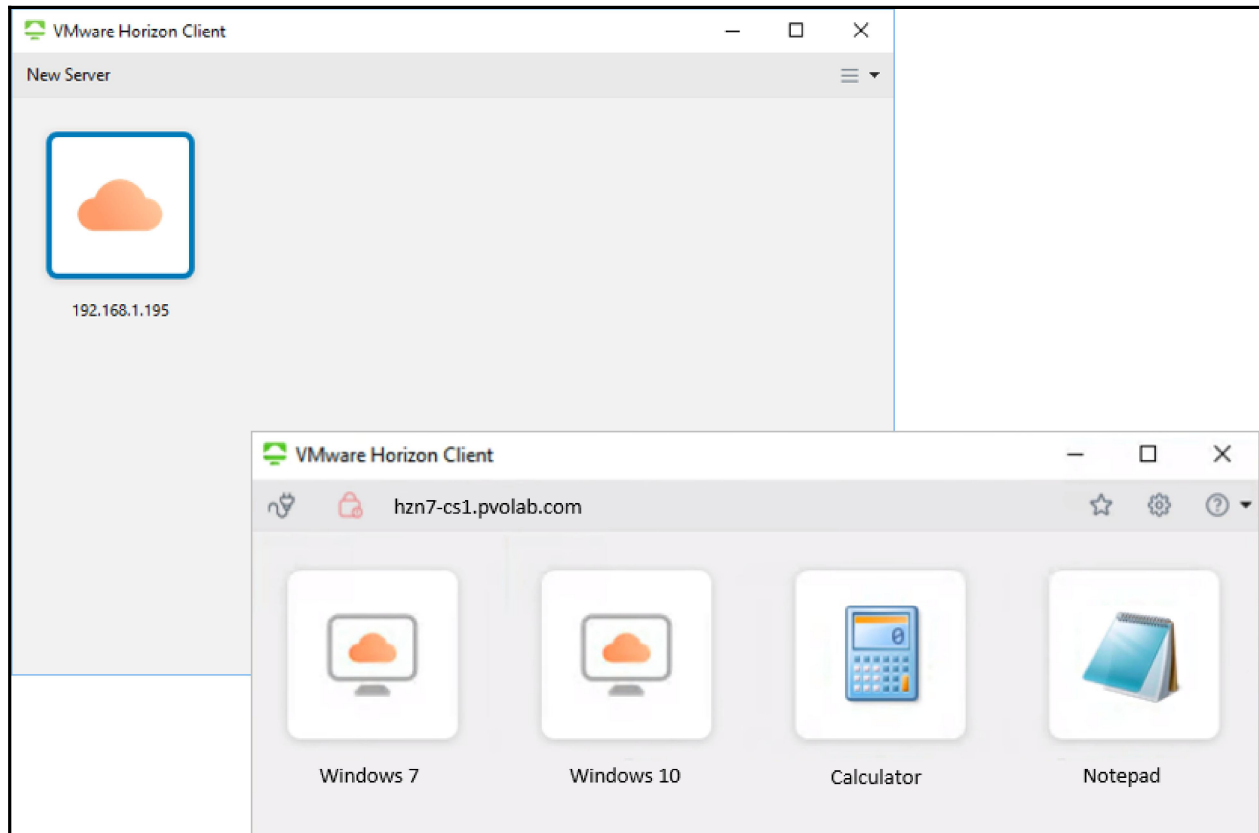 VMware Horizon Client
New Server
192.168.1.195
VMware Horizon Client
hzn7-cs1.pvolab.com
0
Windows 7
Windows 10
Calculator
Notepad